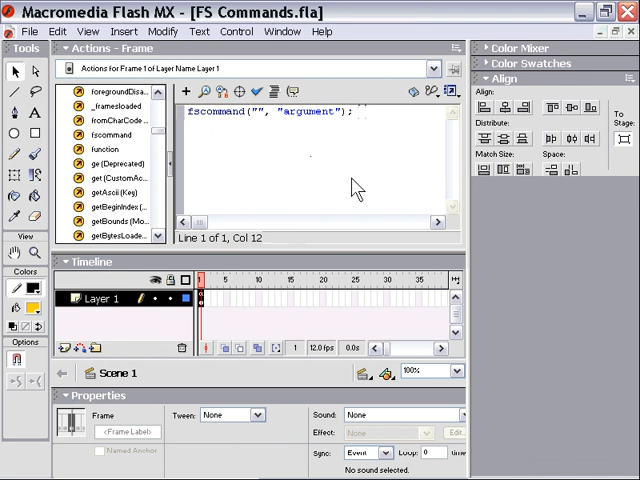 Macromedia Flash MX - [FS Commands.fla]
File Edit View Insert Modify Text Control Window Help
Tools
View
Colors
Options
Actions - Frame
Actions for Frame 1 of Layer Name Layer 1
foregroundDisa...
_framesloaded
fromCharCode
fscommand
function
ge (Deprecated)
get (CustomAc...
getAscii (Key)
getBeginIndex (...
getBounds (Mo...
getBytesLoade...
fscommand("", "argument");
Line 1 of 1, Col 12
Timeline
1 5 10 15 20 25 30 35
Layer 1
1 12.0 fps 0.0s
Scene 1
100%
Properties
Frame
<Frame Label>
Named Anchor
Tween: None
Sound: None
Effect: None Edit...
Sync: Event Loop: 0 times
No sound selected.
Color Mixer
Color Swatches
Align
Align:
Distribute:
Match Size: Space:
To
Stage: